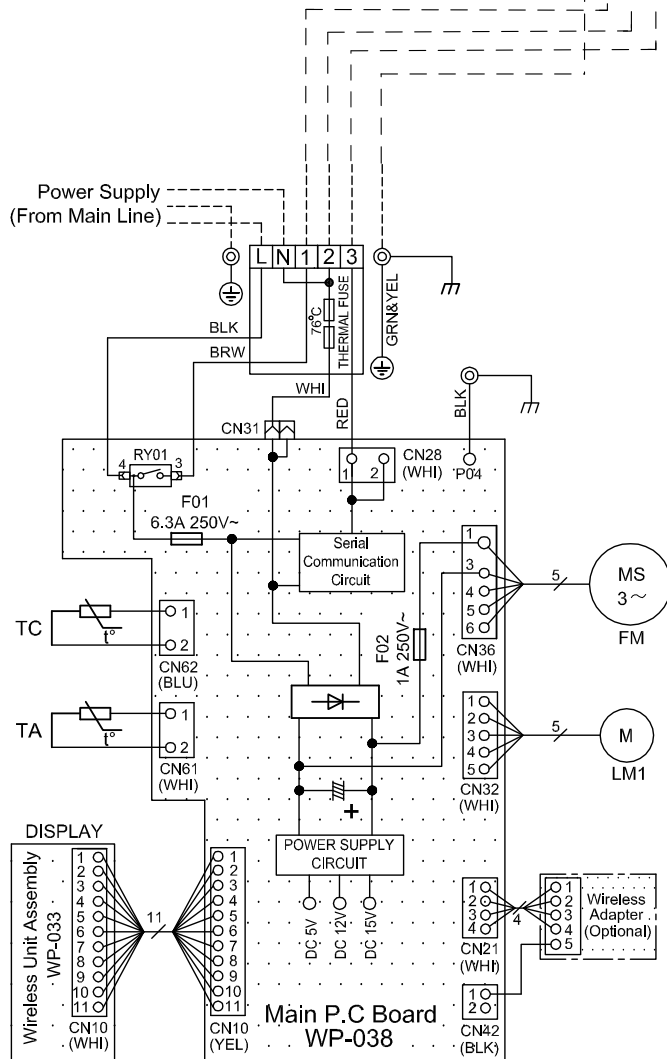 Power Supply
(From Main Line)
L N 1 2 3
76°C
THERMAL FUSE
GRN&YEL
BLK
BRW
WHI
RED
BLK
CN31
RY01
4 3
CN28
(WHI)
1 2
P04
F01
6.3A 250V~
Serial
Communication
Circuit
F02
1A 250V~
1
3
4
5
6
CN36
(WHI)
5
MS
3~
FM
TC
t°
1
2
CN62
(BLU)
TA
t°
1
2
CN61
(WHI)
1
2
3
4
5
CN32
(WHI)
5
M
LM1
+
POWER SUPPLY
CIRCUIT
DC 5V
DC 12V
DC 15V
DISPLAY
Wireless Unit Assembly
WP-033
1
2
3
4
5
6
7
8
9
10
11
CN10
(WHI)
11
1
2
3
4
5
6
7
8
9
10
11
CN10
(YEL)
Main P.C Board
WP-038
1
2
3
4
CN21
(WHI)
4
1
2
3
4
5
Wireless
Adapter
(Optional)
1
2
CN42
(BLK)